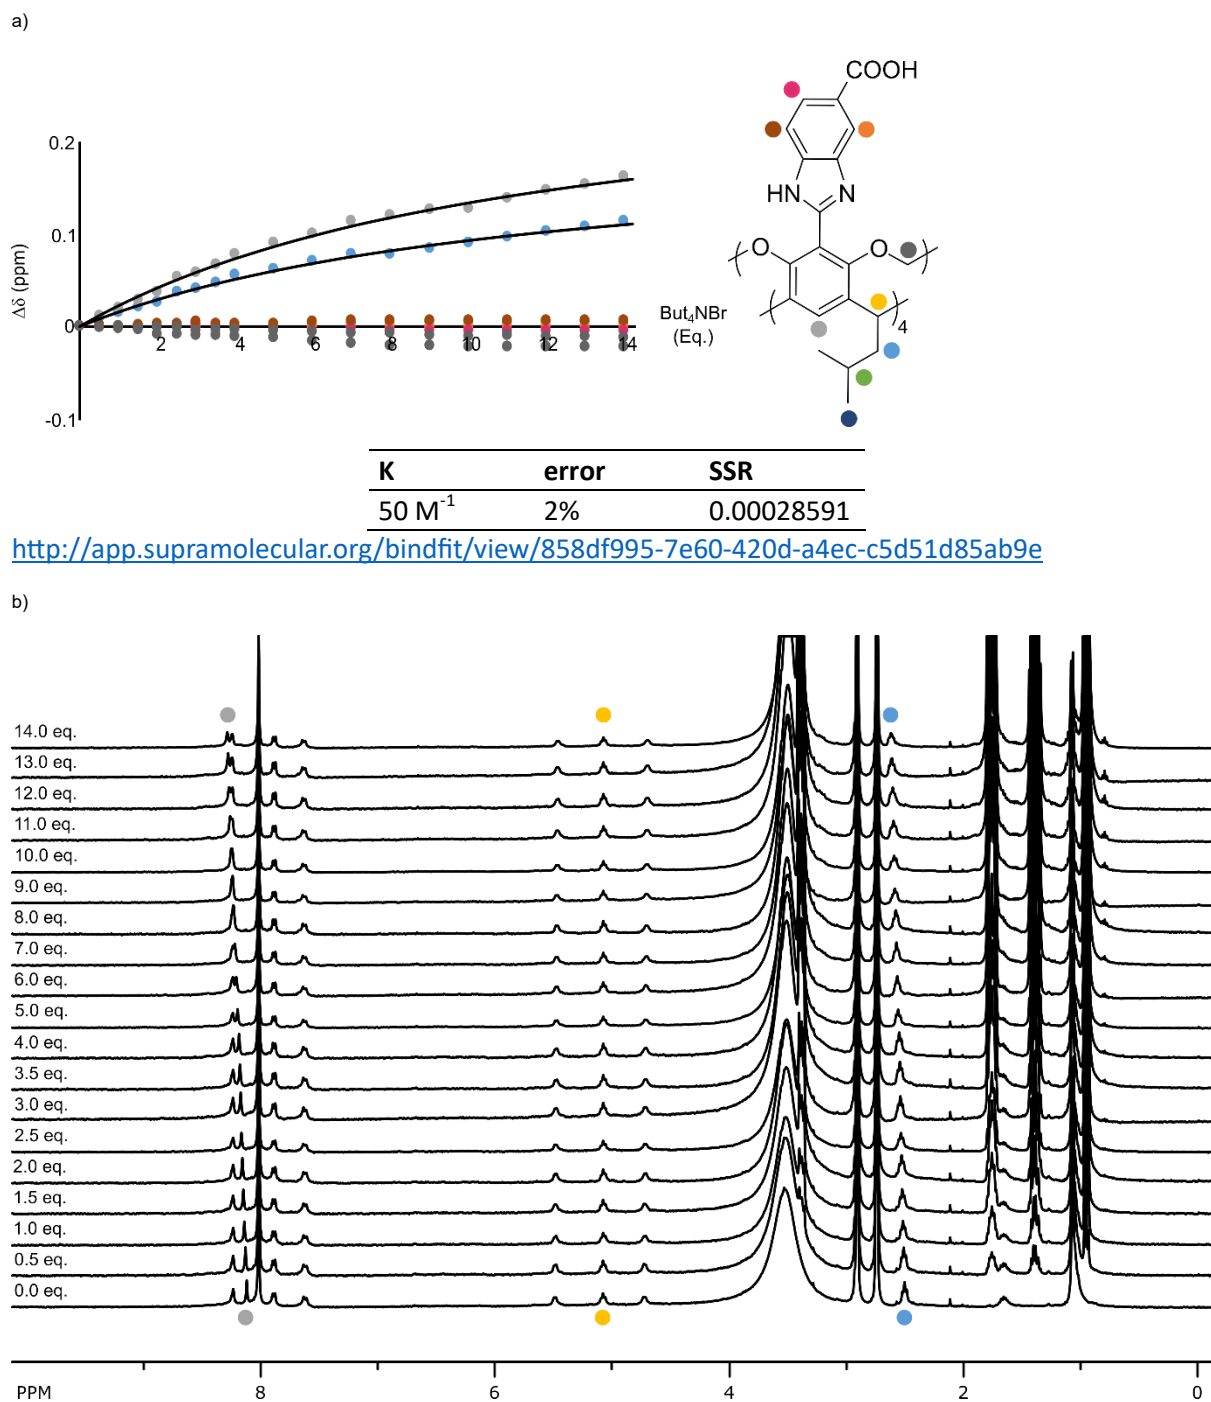 a)
COOH
HN
N
O
O
4
0.2
0.1
0
-0.1
Δδ (ppm)
2
4
6
8
10
12
14
But₄NBr
(Eq.)
K error SSR
50 M⁻¹ 2% 0.00028591
http://app.supramolecular.org/bindfit/view/858df995-7e60-420d-a4ec-c5d51d85ab9e
b)
14.0 eq.
13.0 eq.
12.0 eq.
11.0 eq.
10.0 eq.
9.0 eq.
8.0 eq.
7.0 eq.
6.0 eq.
5.0 eq.
4.0 eq.
3.5 eq.
3.0 eq.
2.5 eq.
2.0 eq.
1.5 eq.
1.0 eq.
0.5 eq.
0.0 eq.
PPM 8 6 4 2 0